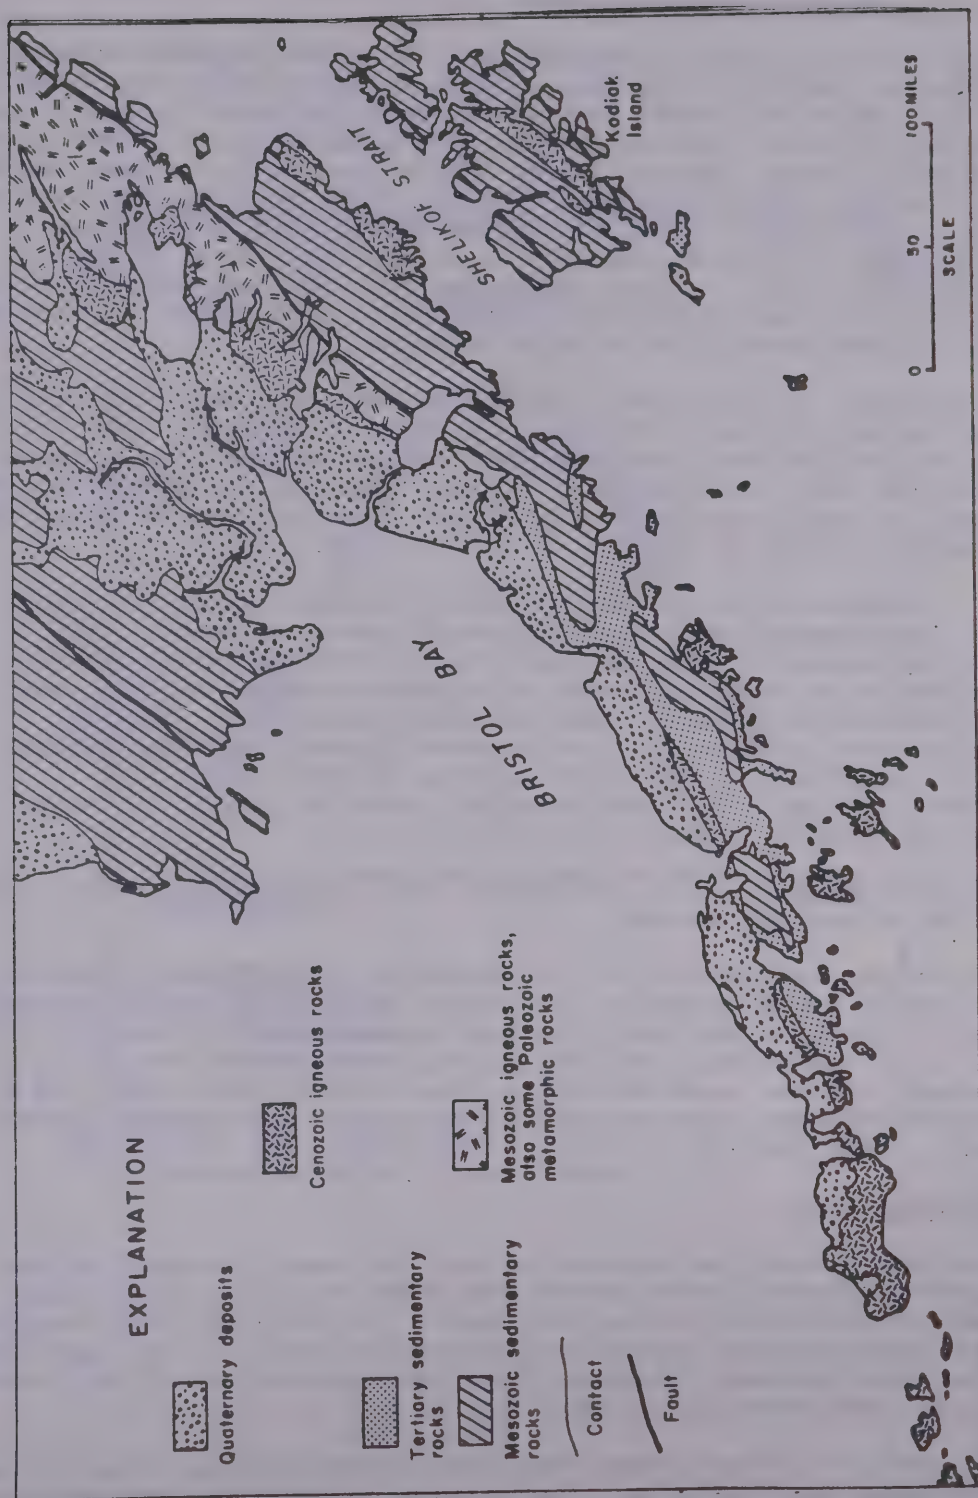 EXPLANATION
Quaternary deposits
Tertiary sedimentary
rocks
Mesozoic sedimentary
rocks
Contact
Fault
Cenozoic igneous rocks
Mesozoic igneous rocks,
also some Paleozoic
metamorphic rocks
BRISTOL BAY
SHELIKOF STRAIT
Kodiak
Island
0 50 100 MILES
SCALE